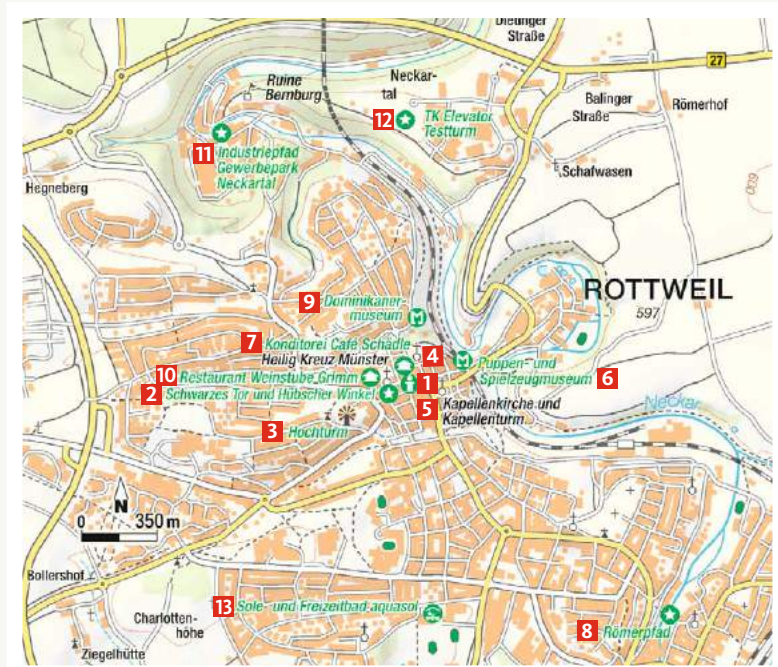 Dietinger
Straße
27
Neckar-
tal
Ruine
Bernburg
Balinger
Straße
Römerhof
12
TK Elevator
Testturm
11
Industriepfad
Gewerbepark
Neckartal
Schafwasen
Hegneberg
600
ROTTWEIL
597
9
Dominikaner-
museum
7
Konditorei Café Schädle
Heilig Kreuz Münster
4
Puppen- und
Spielzeugmuseum
6
10
Restaurant Weinstube Grimm
1
2
Schwarzes Tor und Hübscher Winkel
5
Kapellenkirche und
Kapellenturm
Neckar
3
Hochturm
N
0 350 m
Bollershof
13
Sole- und Freizeitbad aquasol
Charlotten-
höhe
8
Römerpfad
Ziegelhütte